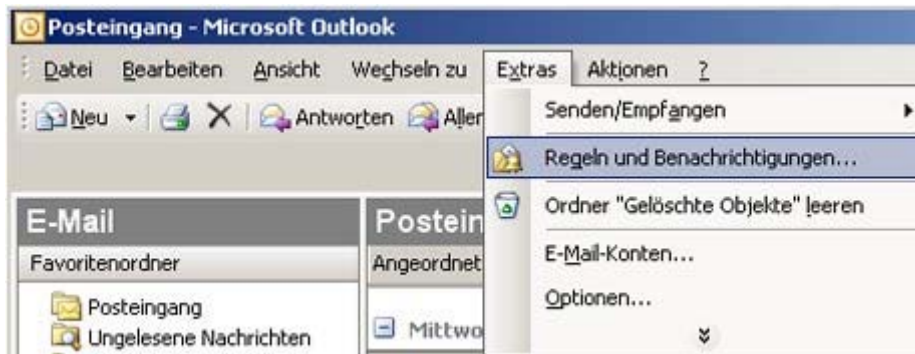 Posteingang - Microsoft Outlook
Datei Bearbeiten Ansicht Wechseln zu Extras Aktionen ?
Neu Antworten Aller
Senden/Empfangen
Regeln und Benachrichtigungen...
Ordner "Gelöschte Objekte" leeren
E-Mail-Konten...
Optionen...
E-Mail Postein
Favoritenordner Angeordnet
Posteingang
Ungelesene Nachrichten Mittwo